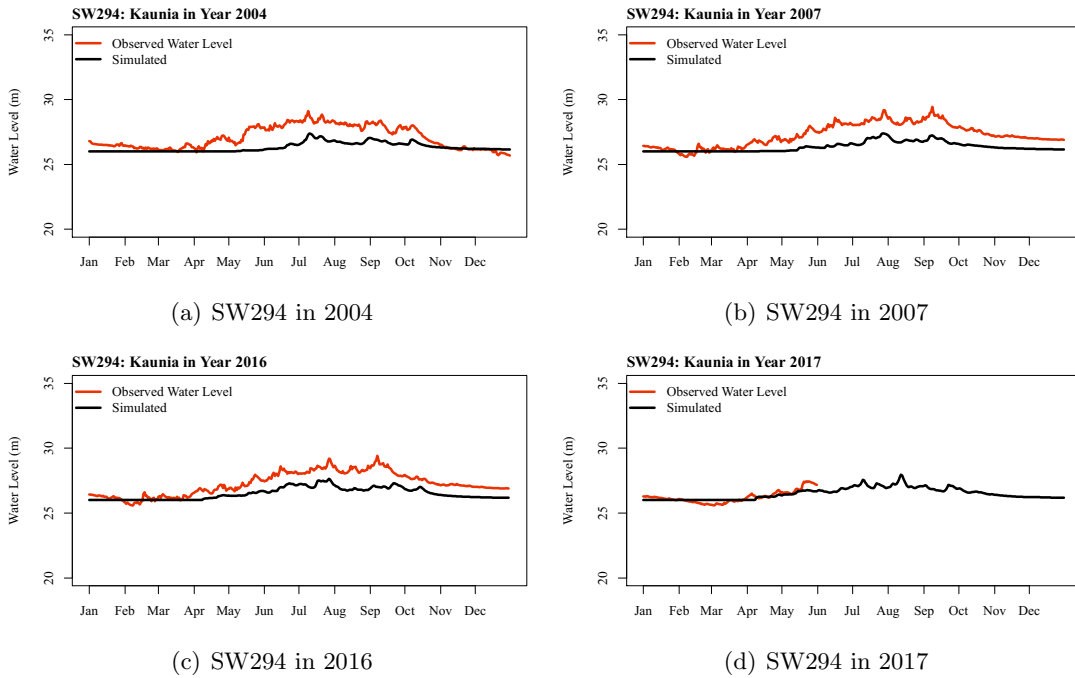 SW294: Kaunia in Year 2004
Observed Water Level
Simulated
Water Level (m)
35
30
25
20
Jan Feb Mar Apr May Jun Jul Aug Sep Oct Nov Dec
(a) SW294 in 2004
SW294: Kaunia in Year 2007
Observed Water Level
Simulated
Water Level (m)
35
30
25
20
Jan Feb Mar Apr May Jun Jul Aug Sep Oct Nov Dec
(b) SW294 in 2007
SW294: Kaunia in Year 2016
Observed Water Level
Simulated
Water Level (m)
35
30
25
20
Jan Feb Mar Apr May Jun Jul Aug Sep Oct Nov Dec
(c) SW294 in 2016
SW294: Kaunia in Year 2017
Observed Water Level
Simulated
Water Level (m)
35
30
25
20
Jan Feb Mar Apr May Jun Jul Aug Sep Oct Nov Dec
(d) SW294 in 2017